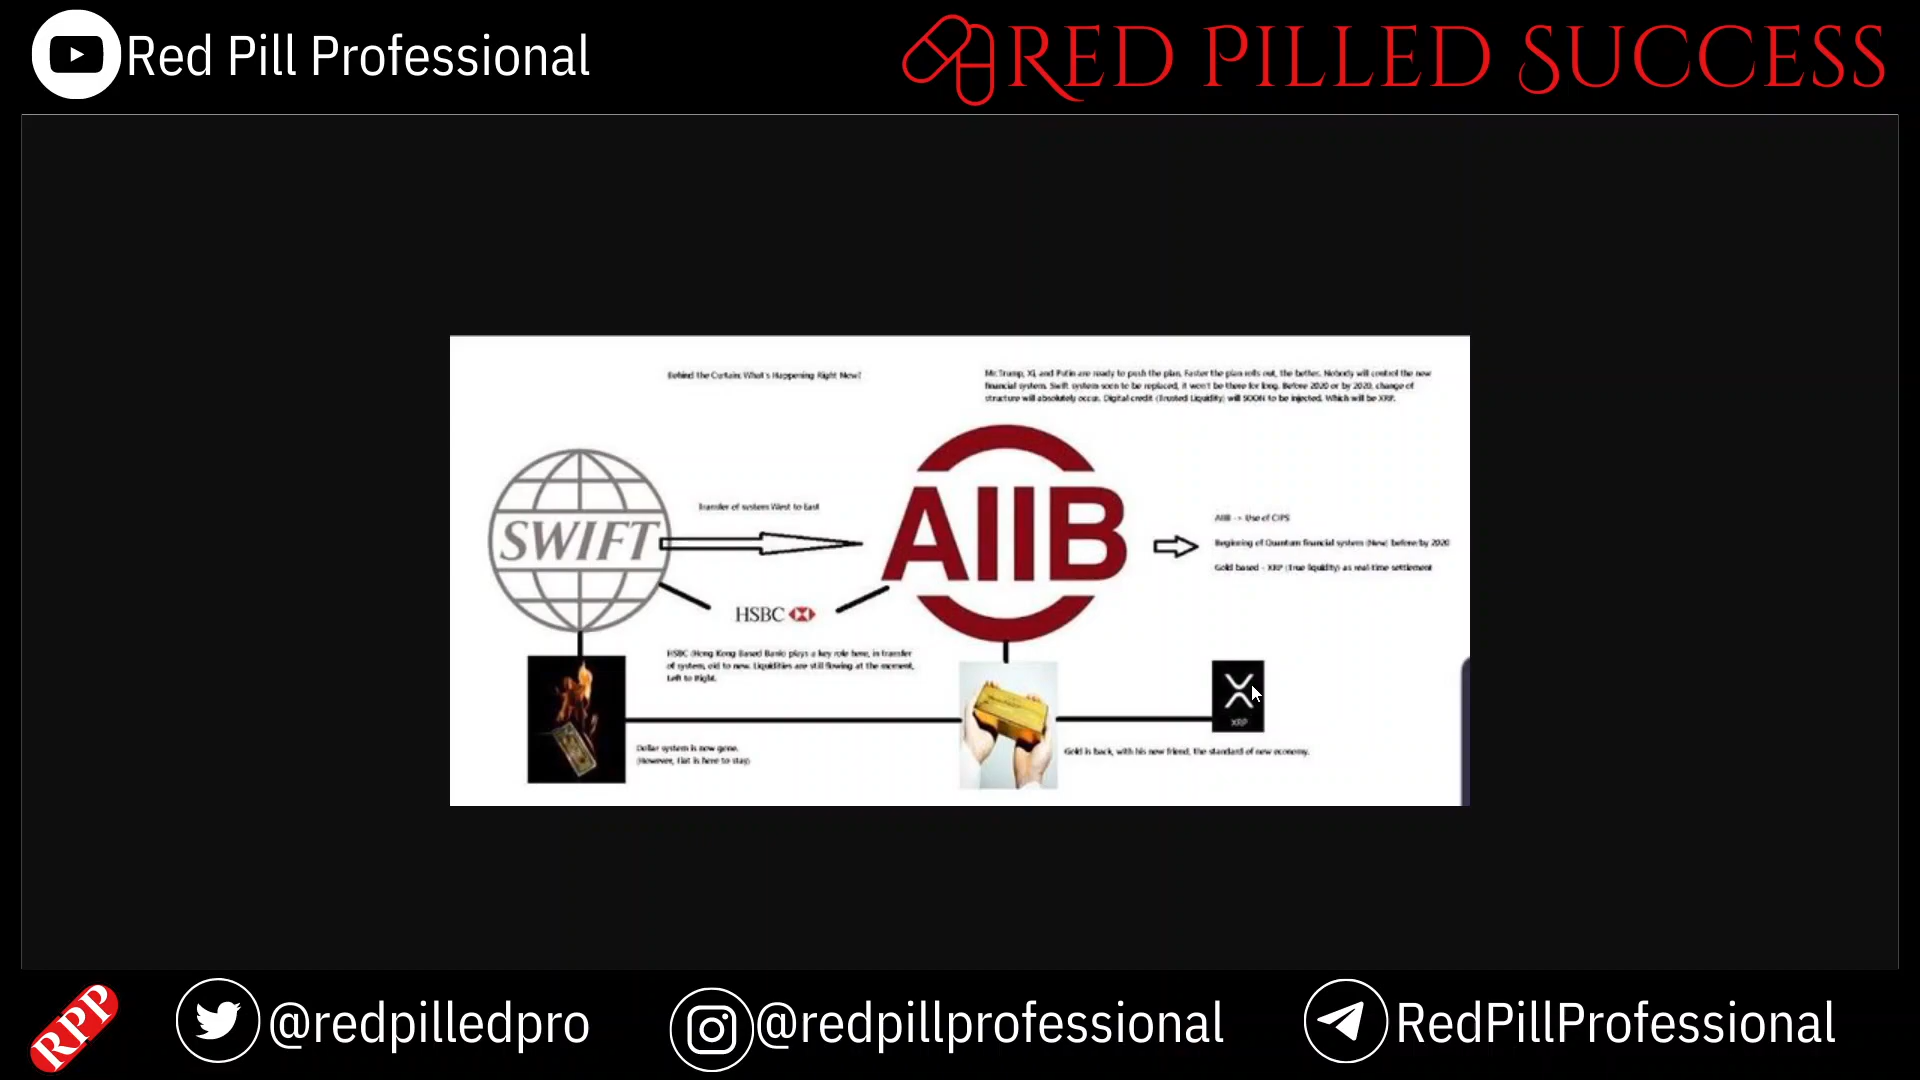 Red Pill Professional
RED PILLED SUCCESS
Behind the Curtain: What's Happening Right Now?
Mr.Trump, Xi, and Putin are ready to push the plan. Faster the plan rolls out, the better. Nobody will control the new
financial system. Swift system soon to be replaced, it won't be there for long. Before 2020 or by 2020, change of
structure will absolutely occur. Digital credit (Trusted Liquidity) will SOON to be injected. Which will be XRP.
SWIFT
Transfer of system West to East
AIIB
AIIB -> Use of CIPS
Beginning of Quantum financial system (New) before/by 2020
Gold based - XRP (True liquidity) as real-time settlement
HSBC
HSBC (Hong Kong Based Bank) plays a key role here, in transfer
of system, old to new. Liquidities are still flowing at the moment,
Left to Right.
XRP
Dollar system is now gone.
(However, Fiat is here to stay)
Gold is back, with his new friend, the standard of new economy.
RPP
@redpilledpro
@redpillprofessional
RedPillProfessional